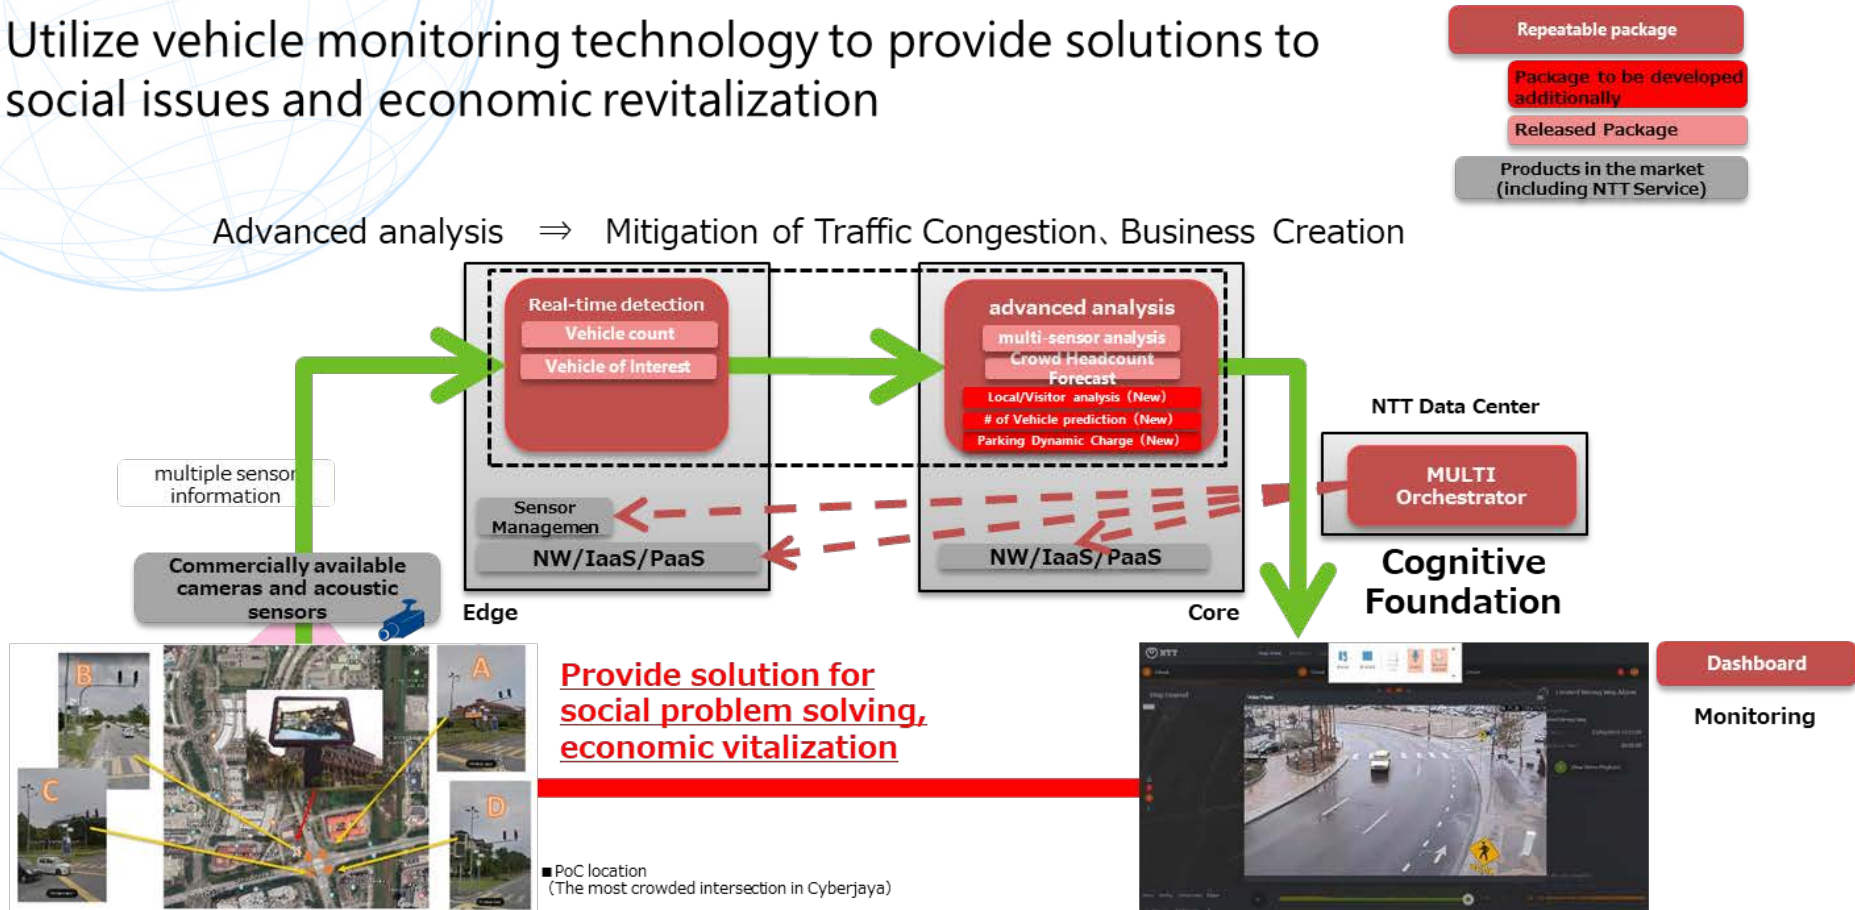 Utilize vehicle monitoring technology to provide solutions to
social issues and economic revitalization
Repeatable package
Package to be developed
additionally
Released Package
Products in the market
(including NTT Service)
Advanced analysis ⇒ Mitigation of Traffic Congestion、Business Creation
Real-time detection
Vehicle count
Vehicle of Interest
advanced analysis
multi-sensor analysis
Crowd Headcount
Forecast
Local/Visitor analysis（New）
# of Vehicle prediction（New）
Parking Dynamic Charge（New）
NTT Data Center
MULTI
Orchestrator
multiple sensor
information
Sensor
Managemen
NW/IaaS/PaaS
NW/IaaS/PaaS
Cognitive
Foundation
Commercially available
cameras and acoustic
sensors
Edge
Core
B
A
C
D
Provide solution for
social problem solving,
economic vitalization
NTT
Dashboard
Monitoring
■PoC location
（The most crowded intersection in Cyberjaya）